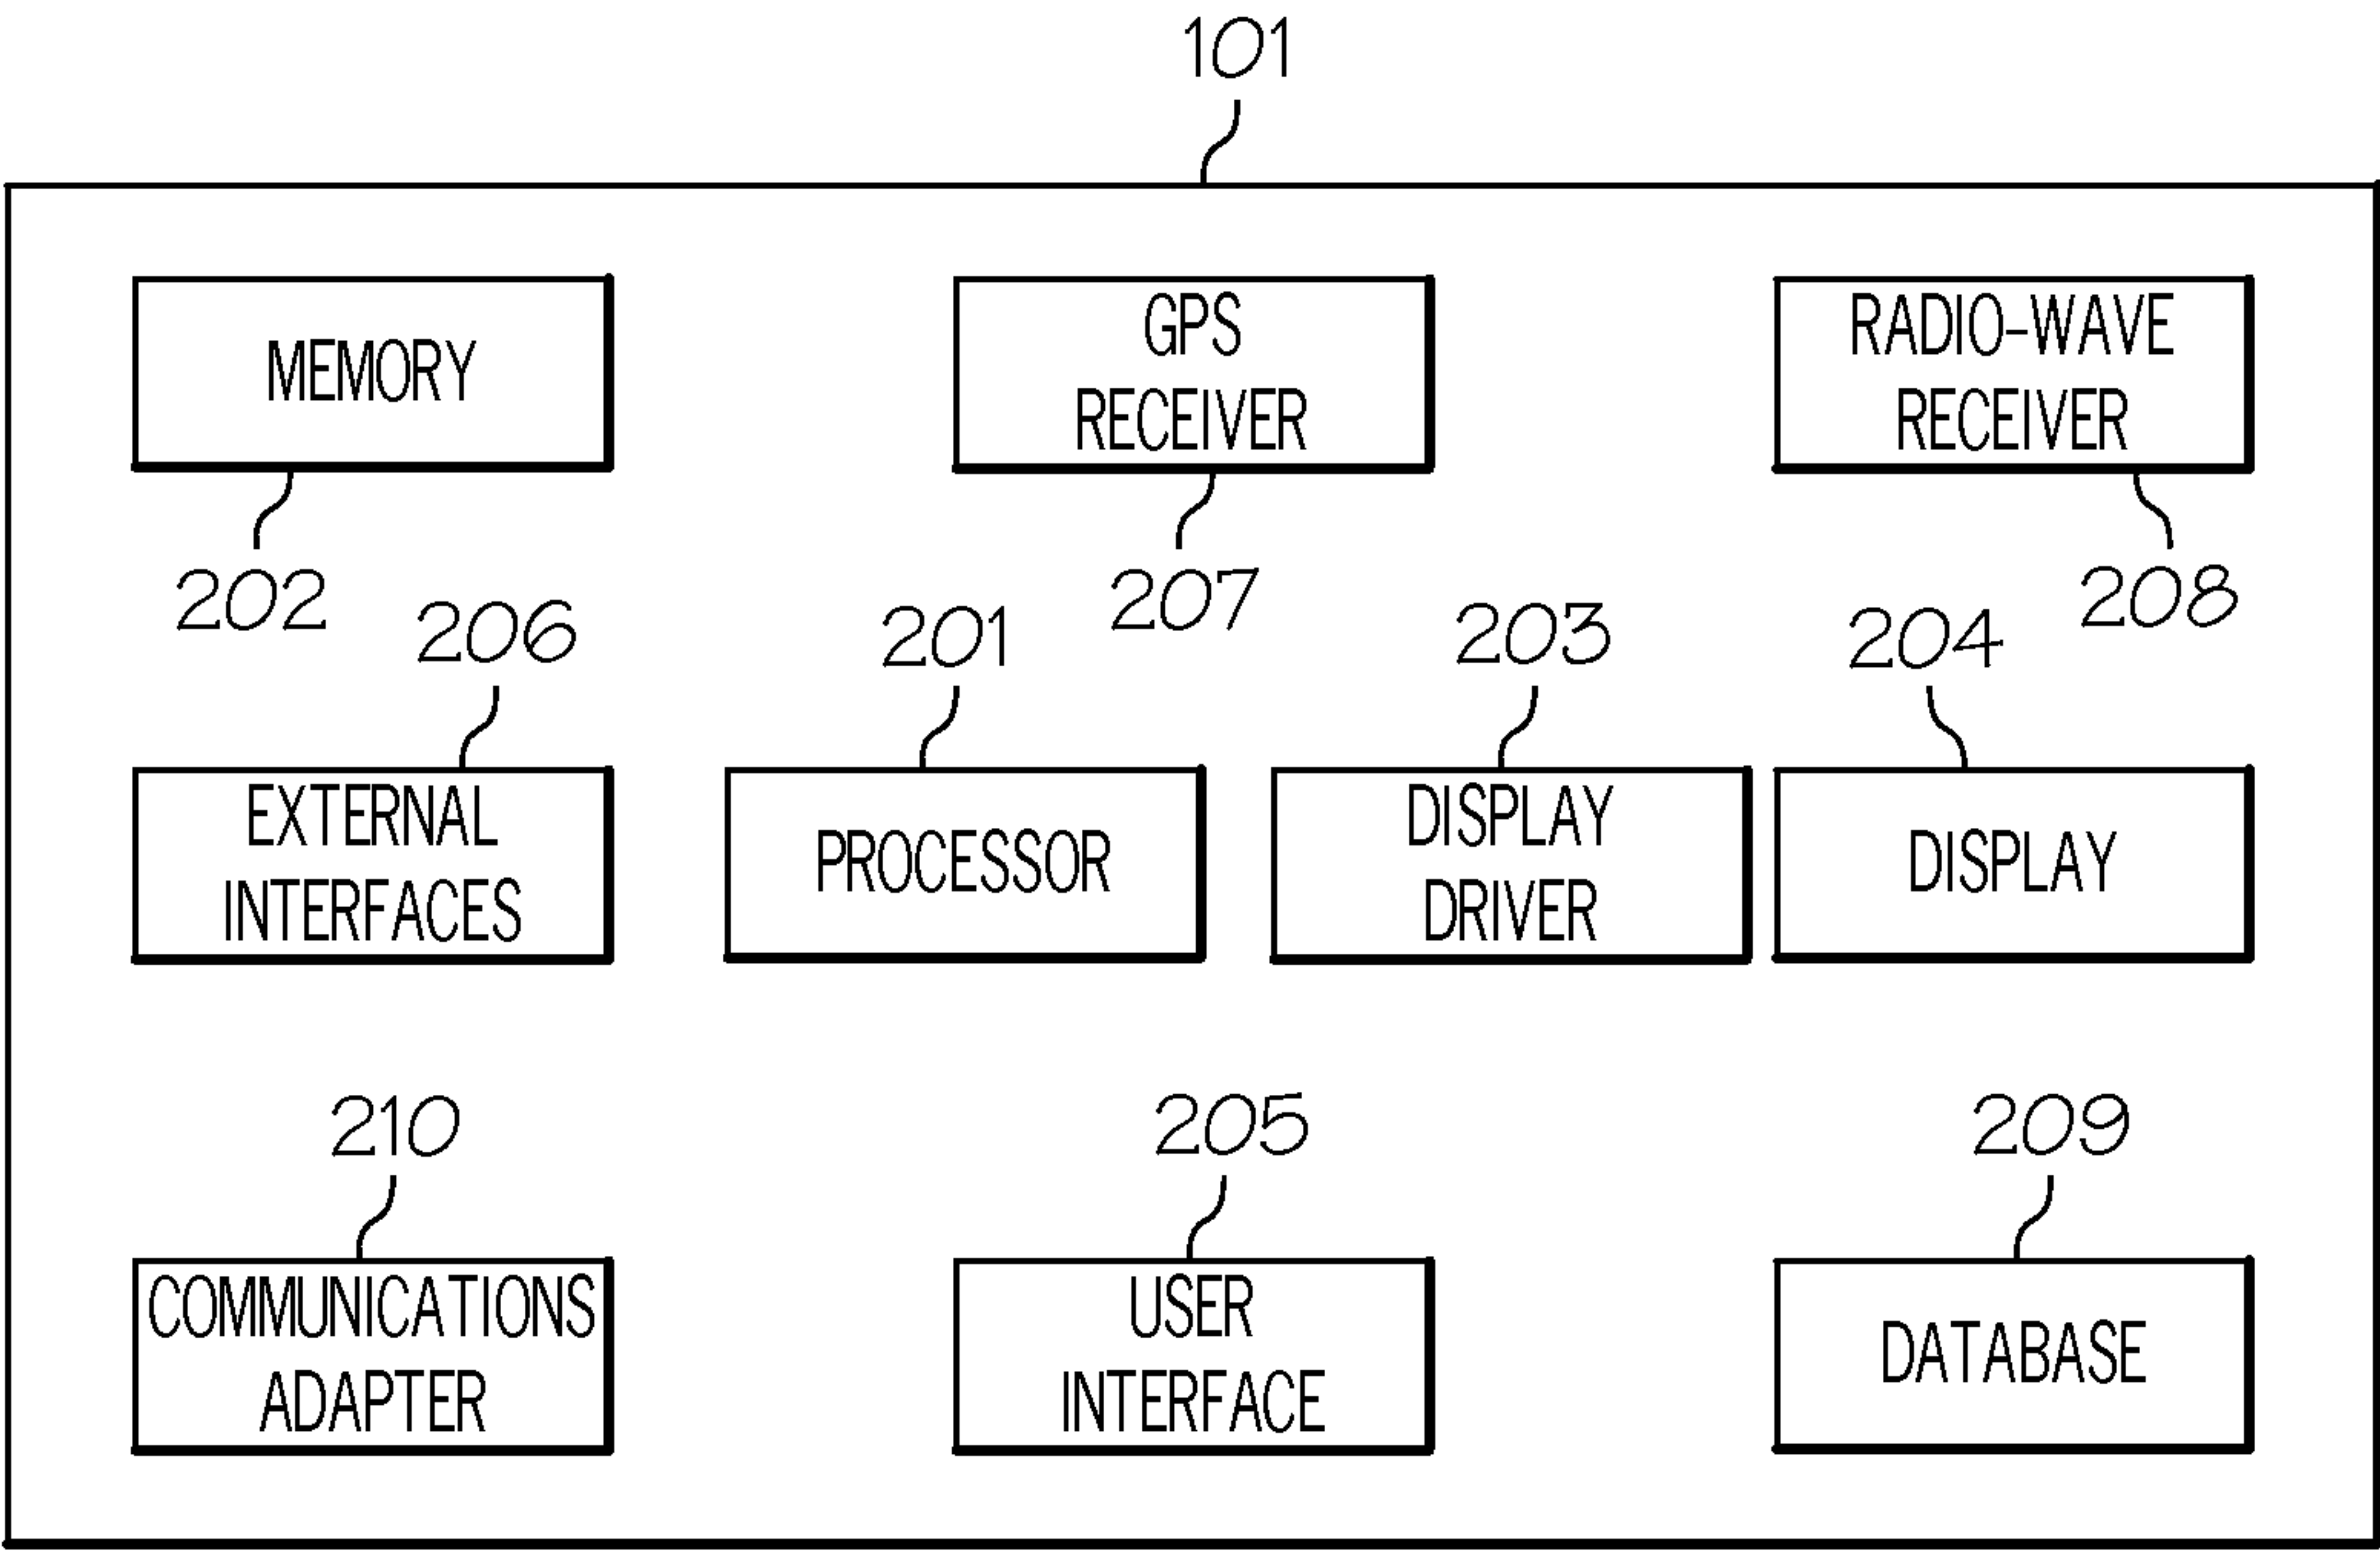 101
MEMORY
GPS
RECEIVER
RADIO-WAVE
RECEIVER
202
207
208
206
201
203
204
EXTERNAL
INTERFACES
PROCESSOR
DISPLAY
DRIVER
DISPLAY
210
205
209
COMMUNICATIONS
ADAPTER
USER
INTERFACE
DATABASE